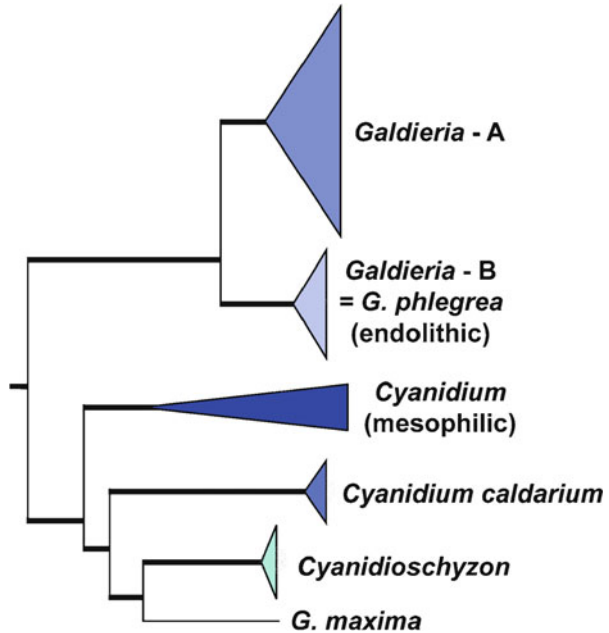 Galdieria - A
Galdieria - B
= G. phlegrea
(endolithic)
Cyanidium
(mesophilic)
Cyanidium caldarium
Cyanidioschyzon
G. maxima